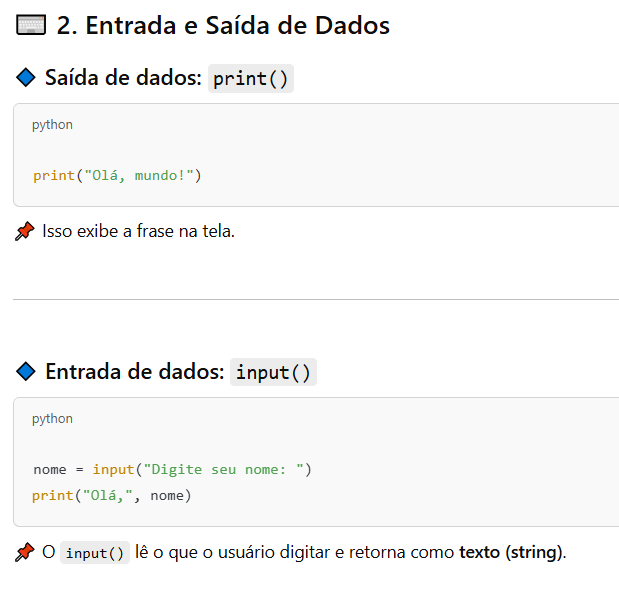 2. Entrada e Saída de Dados
Saída de dados: print()
python
print("Olá, mundo!")
Isso exibe a frase na tela.
Entrada de dados: input()
python
nome = input("Digite seu nome: ")
print("Olá,", nome)
O input() lê o que o usuário digitar e retorna como texto (string).